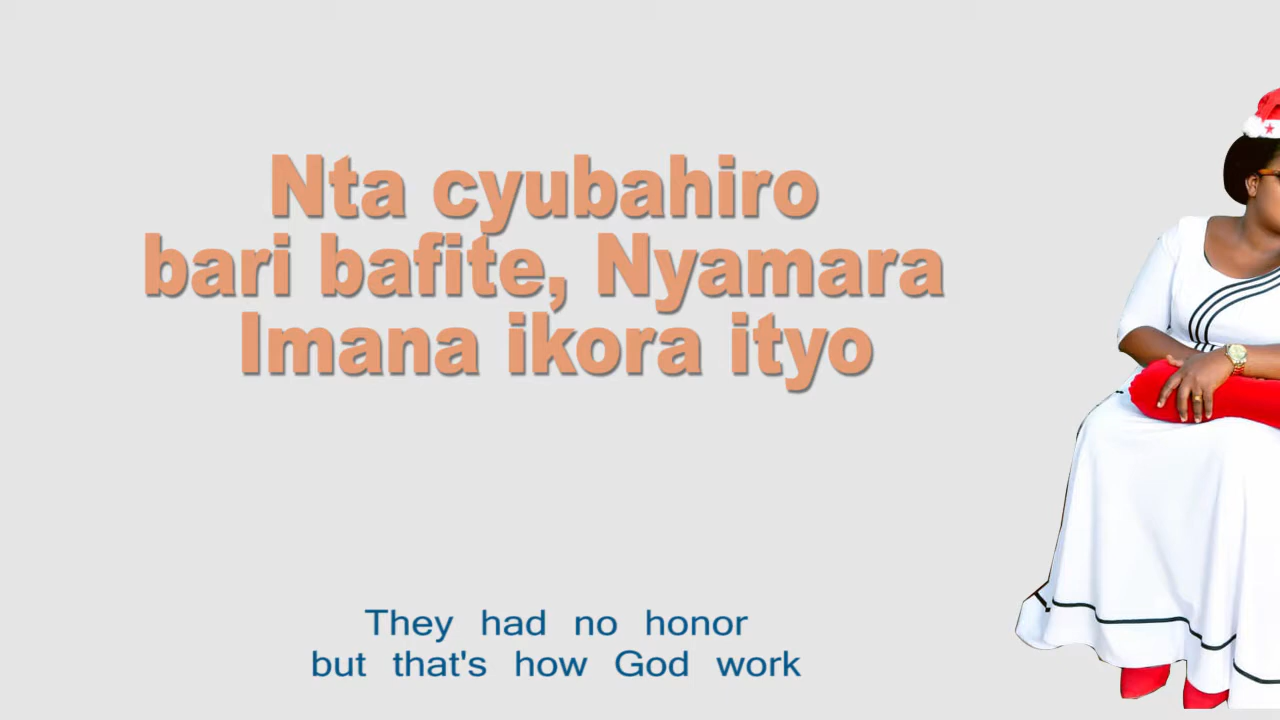 Nta cyubahiro
bari bafite, Nyamara
Imana ikora ityo
They had no honor
but that's how God work